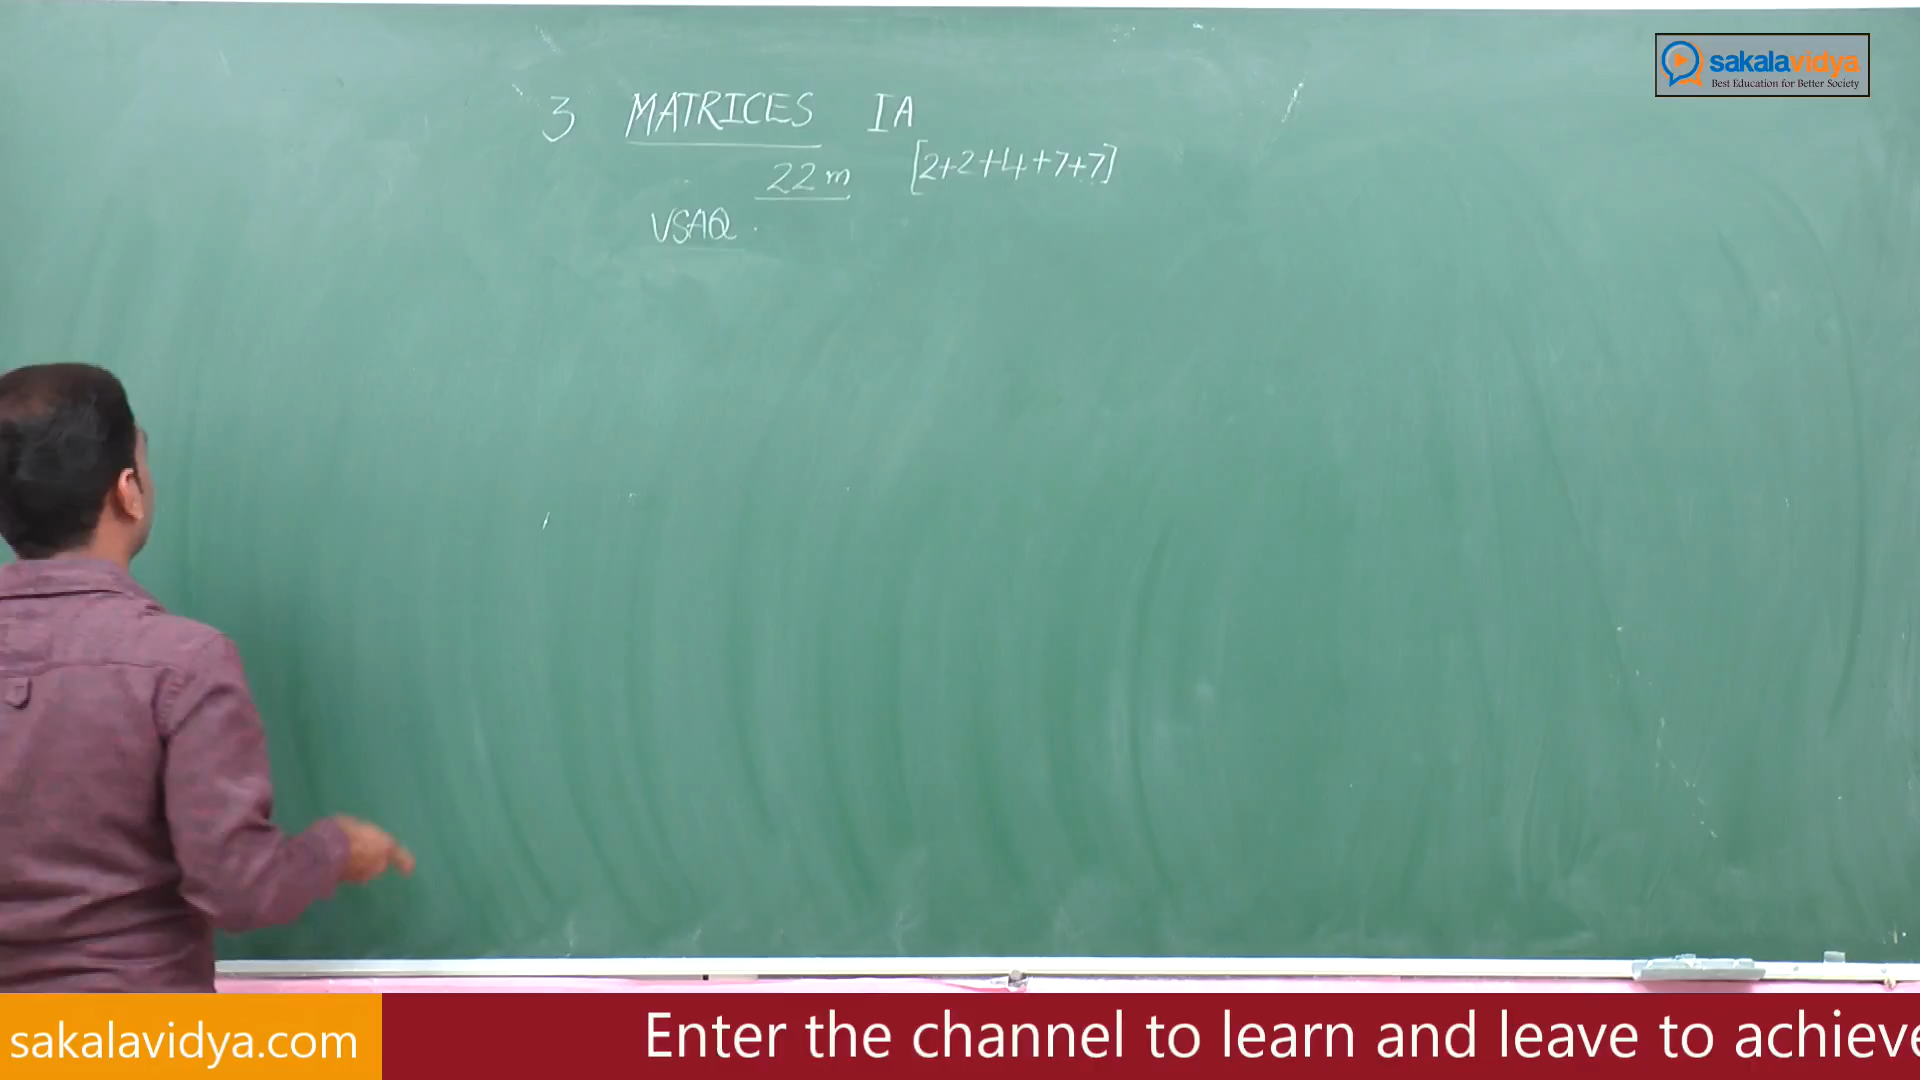 sakalavidya
Best Education for Better Society
3 MATRICES IA
22m [2+2+4+7+7]
VSAQ.
sakalavidya.com
Enter the channel to learn and leave to achieve